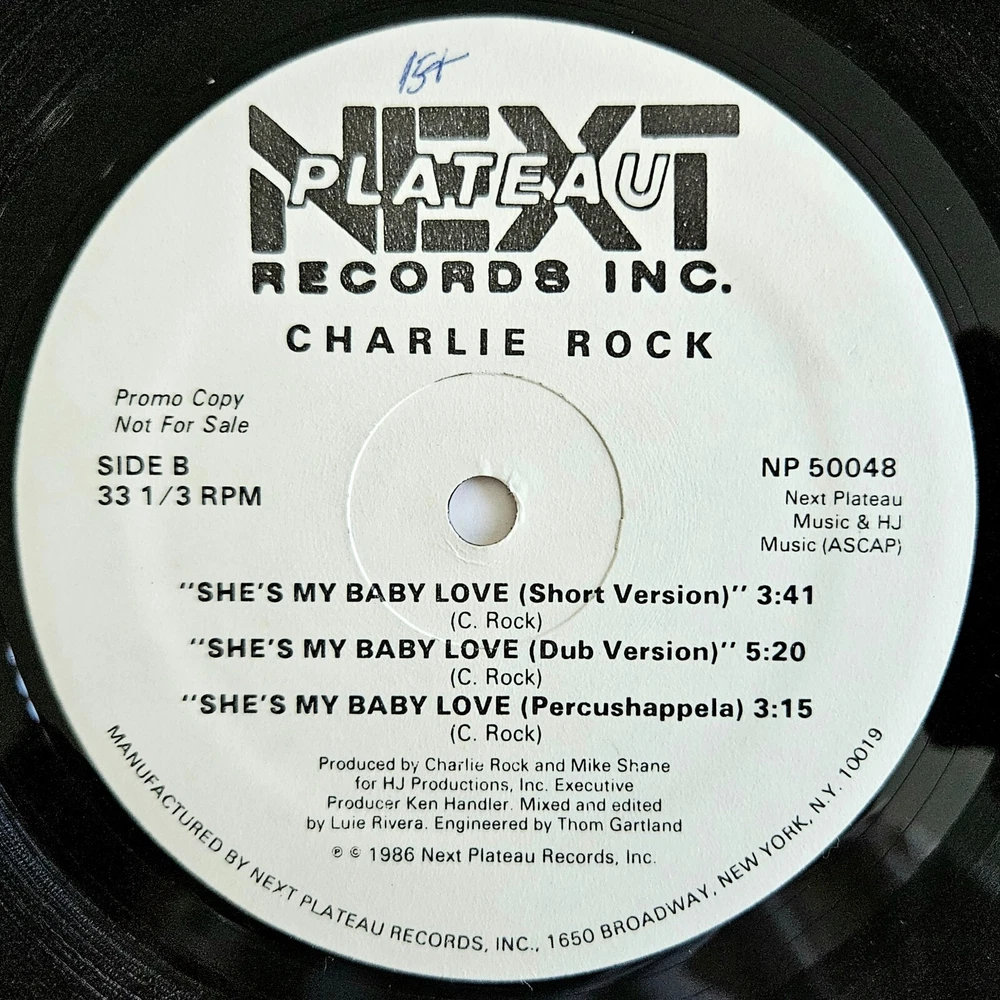 15+
NEXT
PLATEAU
RECORDS INC.
CHARLIE ROCK
Promo Copy
Not For Sale
SIDE B
33 1/3 RPM
NP 50048
Next Plateau
Music & HJ
Music (ASCAP)
"SHE'S MY BABY LOVE (Short Version)" 3:41
(C. Rock)
"SHE'S MY BABY LOVE (Dub Version)" 5:20
(C. Rock)
"SHE'S MY BABY LOVE (Percushappela) 3:15
(C. Rock)
Produced by Charlie Rock and Mike Shane
for HJ Productions, Inc. Executive
Producer Ken Handler. Mixed and edited
by Luie Rivera. Engineered by Thom Gartland
℗ © 1986 Next Plateau Records, Inc.
MANUFACTURED BY NEXT PLATEAU RECORDS, INC., 1650 BROADWAY, NEW YORK, N.Y. 10019